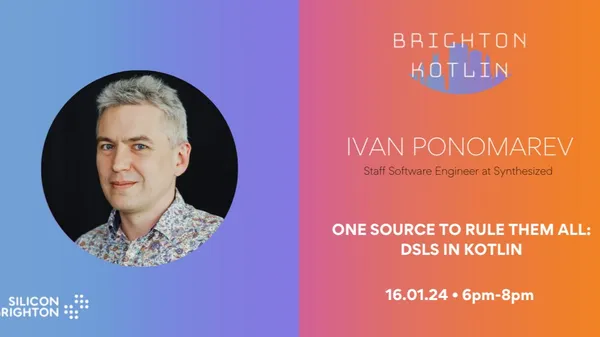 BRIGHTON
KOTLIN
IVAN PONOMAREV
Staff Software Engineer at Synthesized
ONE SOURCE TO RULE THEM ALL:
DSLS IN KOTLIN
16.01.24 • 6pm-8pm
SILICON
RIGHTON